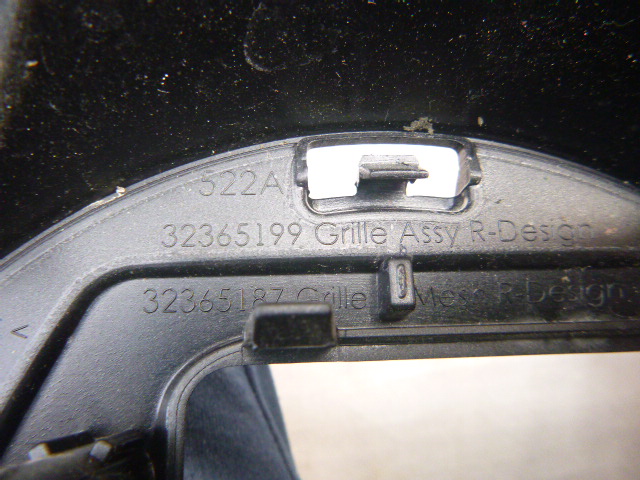 522A
32365199 Grille Assy R-Design
32365187 Grille Mesh R-Design
<